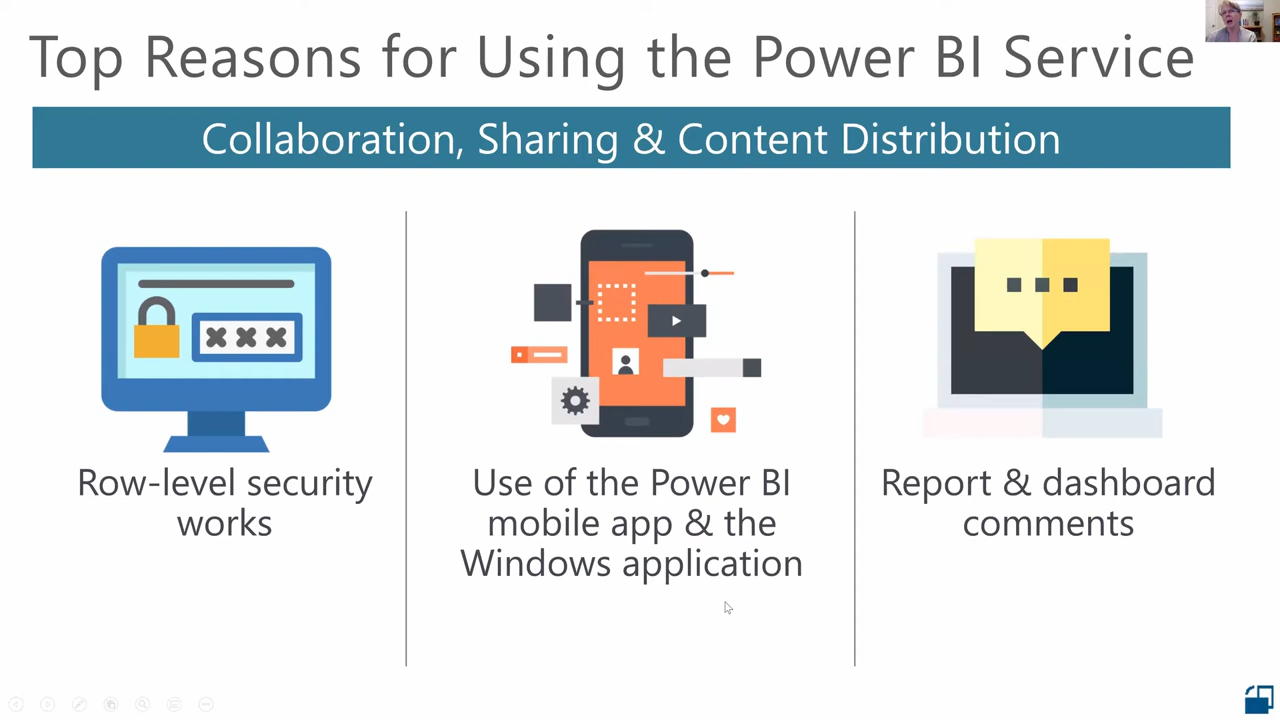 Top Reasons for Using the Power BI Service
Collaboration, Sharing & Content Distribution
Row-level security
works
Use of the Power BI
mobile app & the
Windows application
Report & dashboard
comments